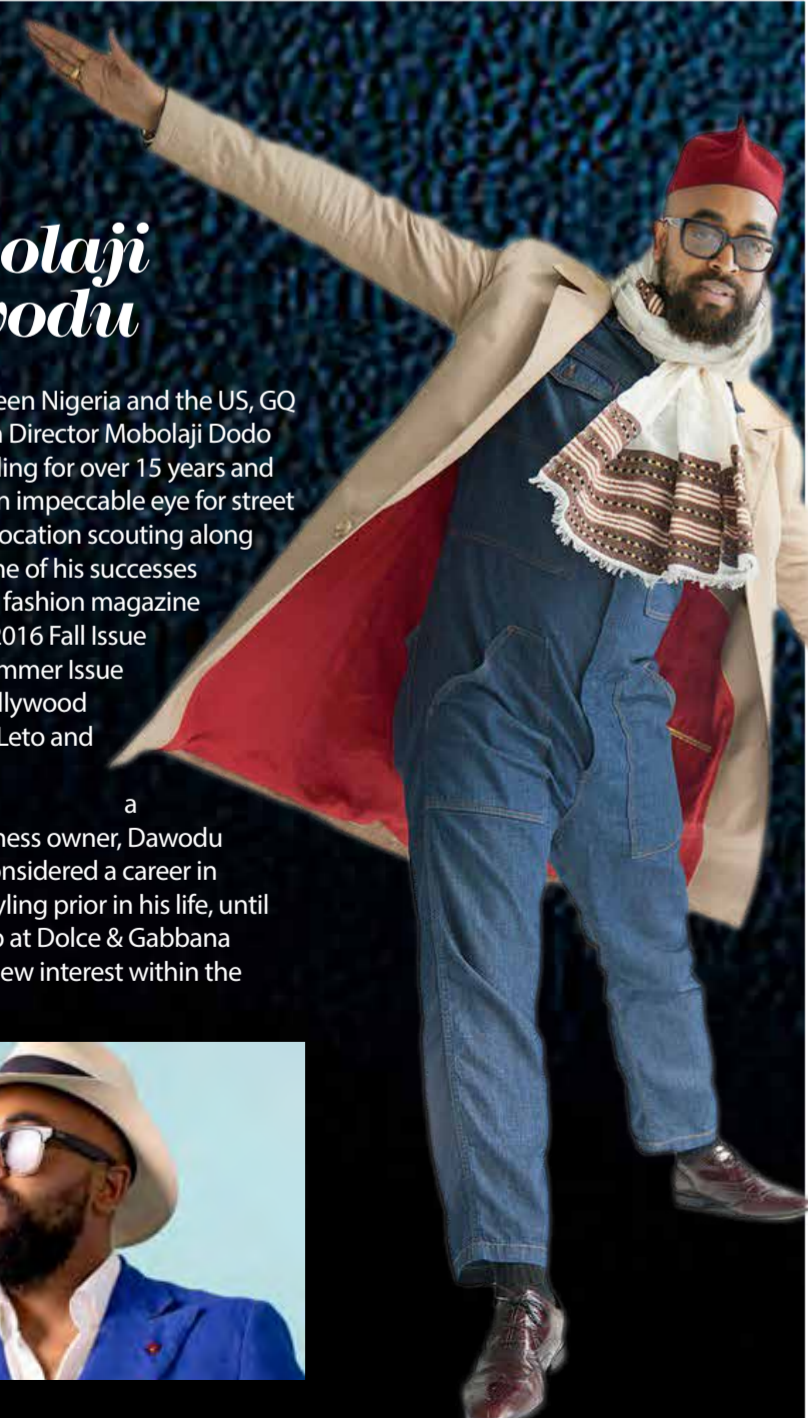 olaji
odu
een Nigeria and the US, GQ
Director Mobolaji Dodo
ling for over 15 years and
n impeccable eye for street
ocation scouting along
ne of his successes
fashion magazine
2016 Fall Issue
mmer Issue
llywood
Leto and
a
ness owner, Dawodu
onsidered a career in
yling prior in his life, until
at Dolce & Gabbana
ew interest within the